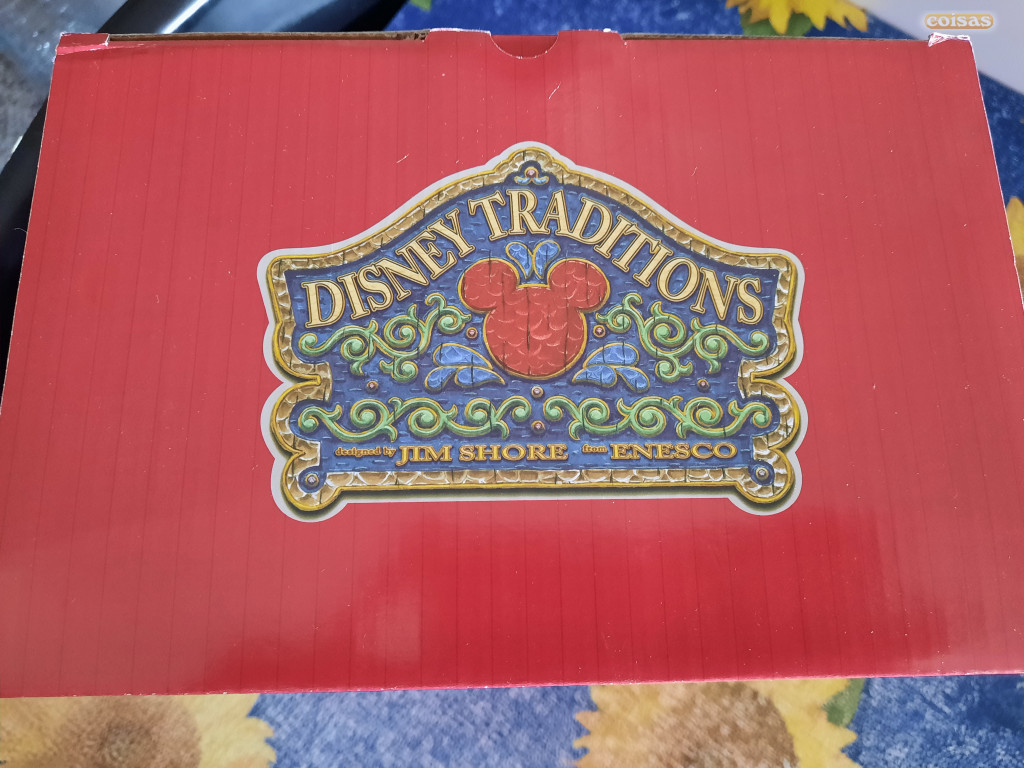 coisas
DISNEY TRADITIONS
designed by JIM SHORE from ENESCO